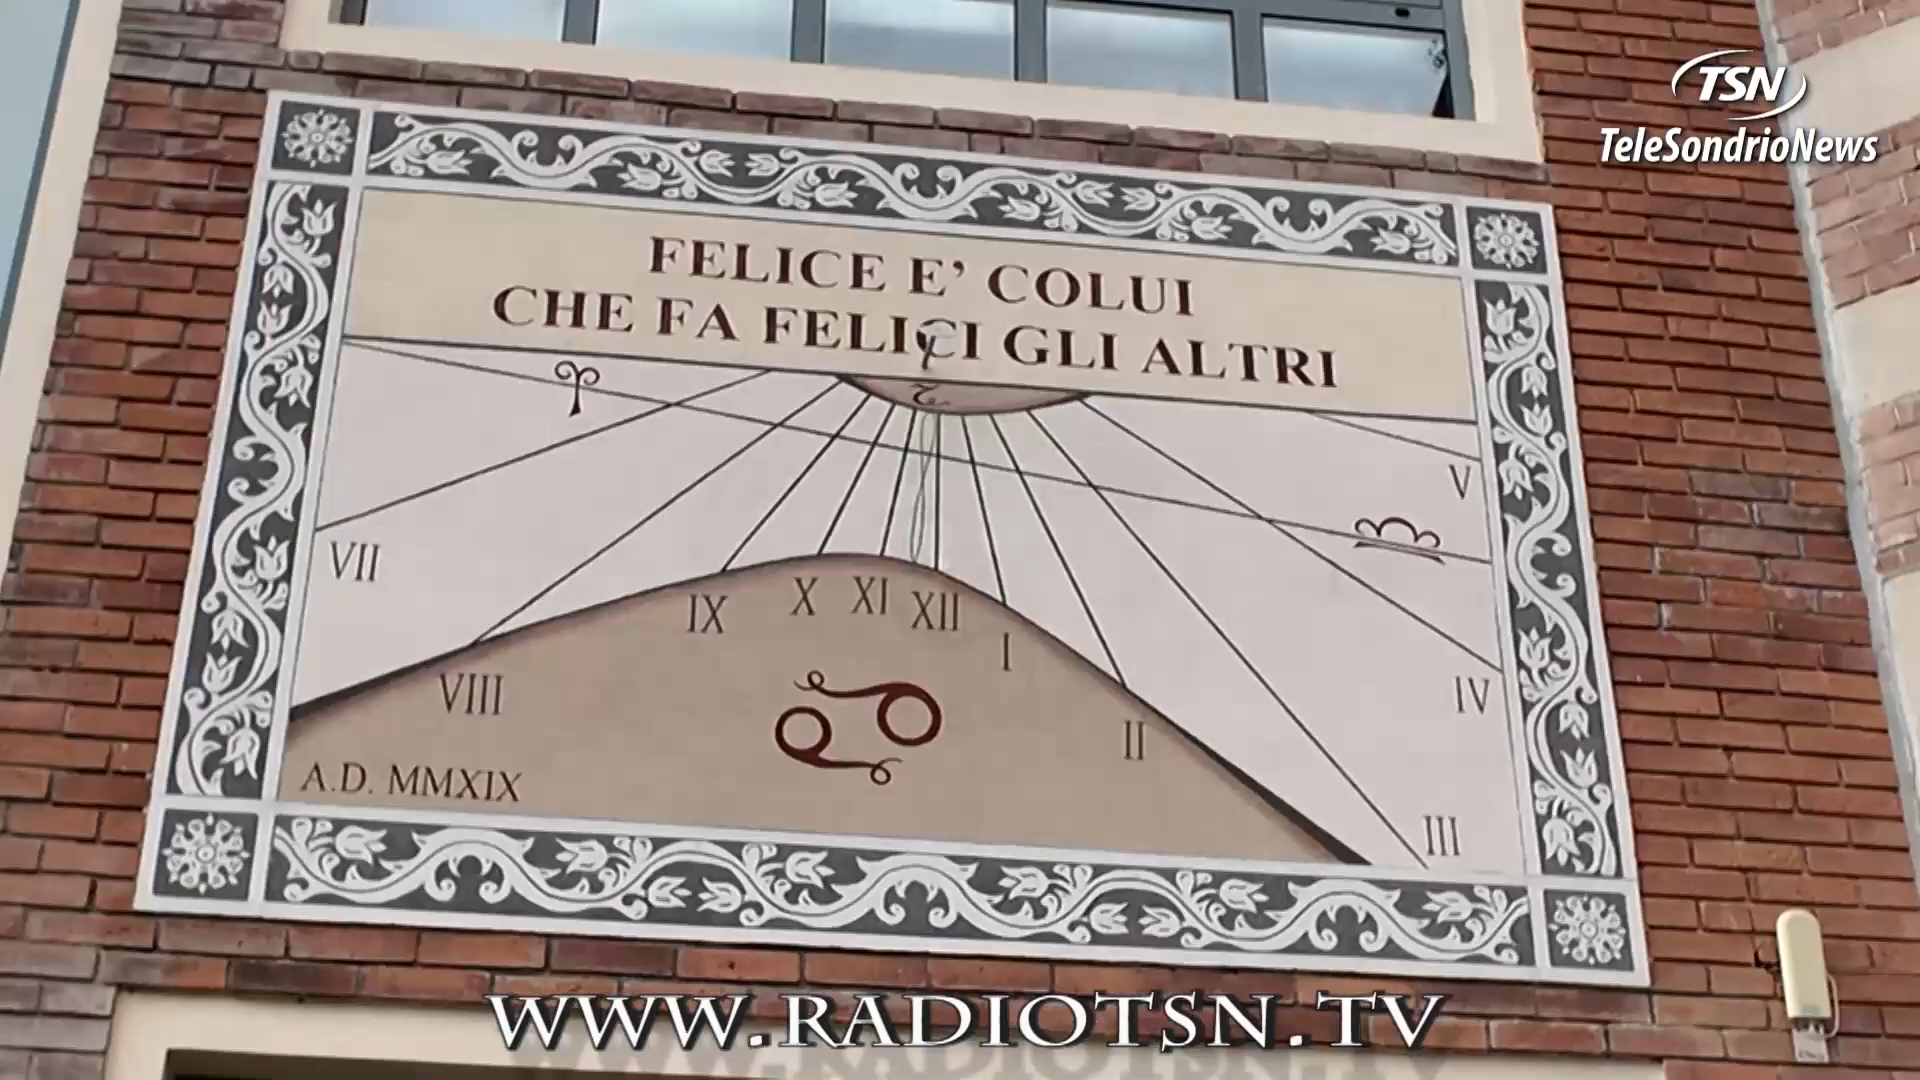 TSN
TeleSondrioNews
FELICE E' COLUI
CHE FA FELICI GLI ALTRI
V
VII
IX X XI XII
I
VIII
IV
II
A.D. MMXIX
III
WWW.RADIOTSN.TV